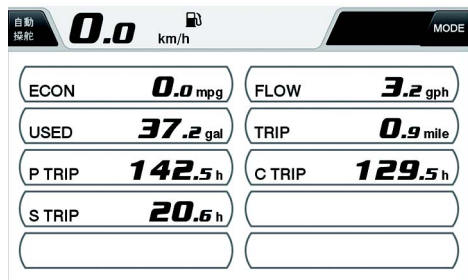 自動
操舵
0.0 km/h
MODE
ECON 0.0 mpg
FLOW 3.2 gph
USED 37.2 gal
TRIP 0.9 mile
P TRIP 142.5 h
C TRIP 129.5 h
S TRIP 20.6 h